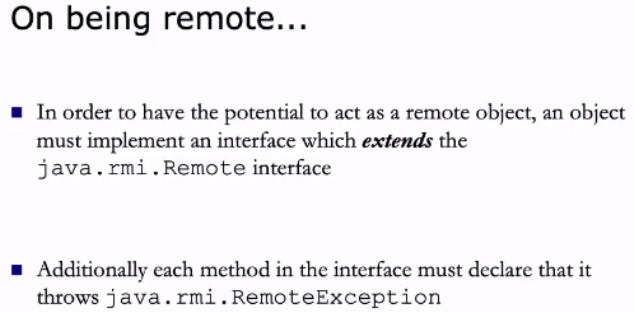 On being remote...
In order to have the potential to act as a remote object, an object
must implement an interface which extends the
java.rmi.Remote interface
Additionally each method in the interface must declare that it
throws java.rmi.RemoteException